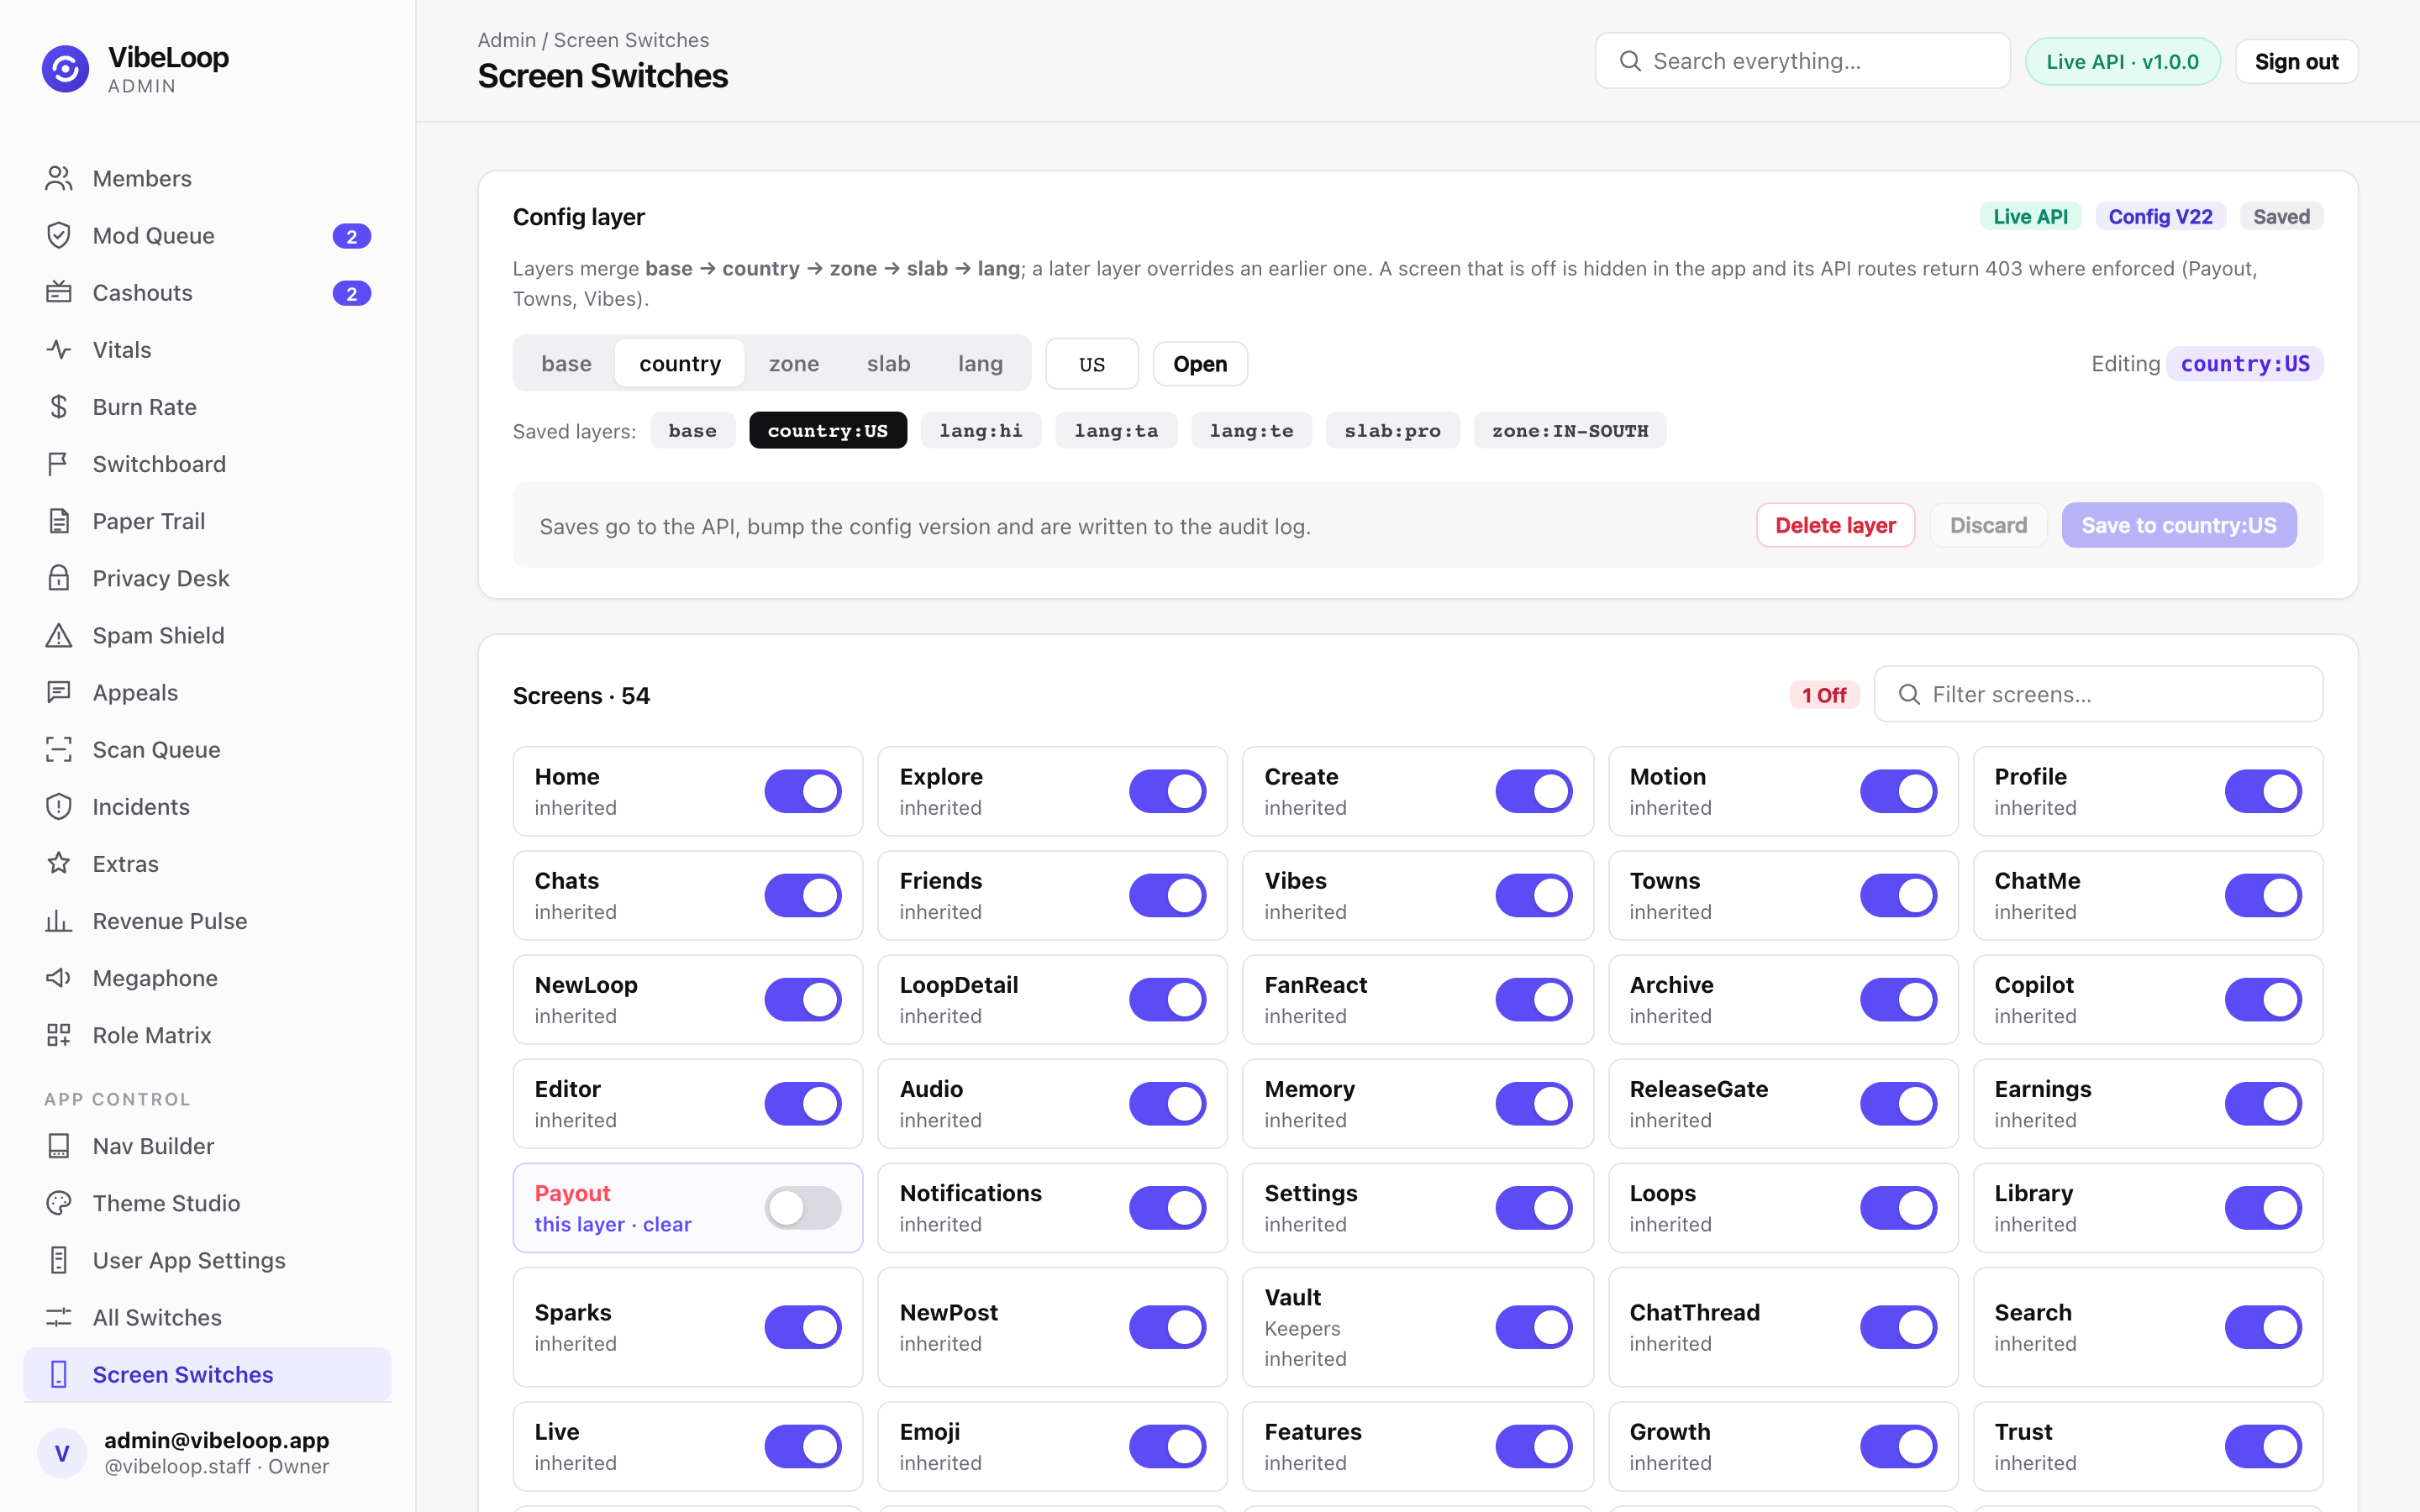 VibeLoop
ADMIN
Members
Mod Queue 2
Cashouts 2
Vitals
Burn Rate
Switchboard
Paper Trail
Privacy Desk
Spam Shield
Appeals
Scan Queue
Incidents
Extras
Revenue Pulse
Megaphone
Role Matrix
APP CONTROL
Nav Builder
Theme Studio
User App Settings
All Switches
Screen Switches
V
admin@vibeloop.app
@vibeloop.staff · Owner
Admin / Screen Switches
Screen Switches
Search everything...
Live API · v1.0.0
Sign out
Config layer
Live API Config V22 Saved
Layers merge base → country → zone → slab → lang; a later layer overrides an earlier one. A screen that is off is hidden in the app and its API routes return 403 where enforced (Payout,
Towns, Vibes).
base country zone slab lang US Open
Editing country:US
Saved layers: base country:US lang:hi lang:ta lang:te slab:pro zone:IN-SOUTH
Saves go to the API, bump the config version and are written to the audit log.
Delete layer Discard Save to country:US
Screens · 54
1 Off
Filter screens...
Home Explore Create Motion Profile
inherited inherited inherited inherited inherited
Chats Friends Vibes Towns ChatMe
inherited inherited inherited inherited inherited
NewLoop LoopDetail FanReact Archive Copilot
inherited inherited inherited inherited inherited
Editor Audio Memory ReleaseGate Earnings
inherited inherited inherited inherited inherited
Payout Notifications Settings Loops Library
this layer · clear inherited inherited inherited inherited
Sparks NewPost Vault ChatThread Search
Keepers
inherited inherited inherited inherited inherited
Live Emoji Features Growth Trust
inherited inherited inherited inherited inherited